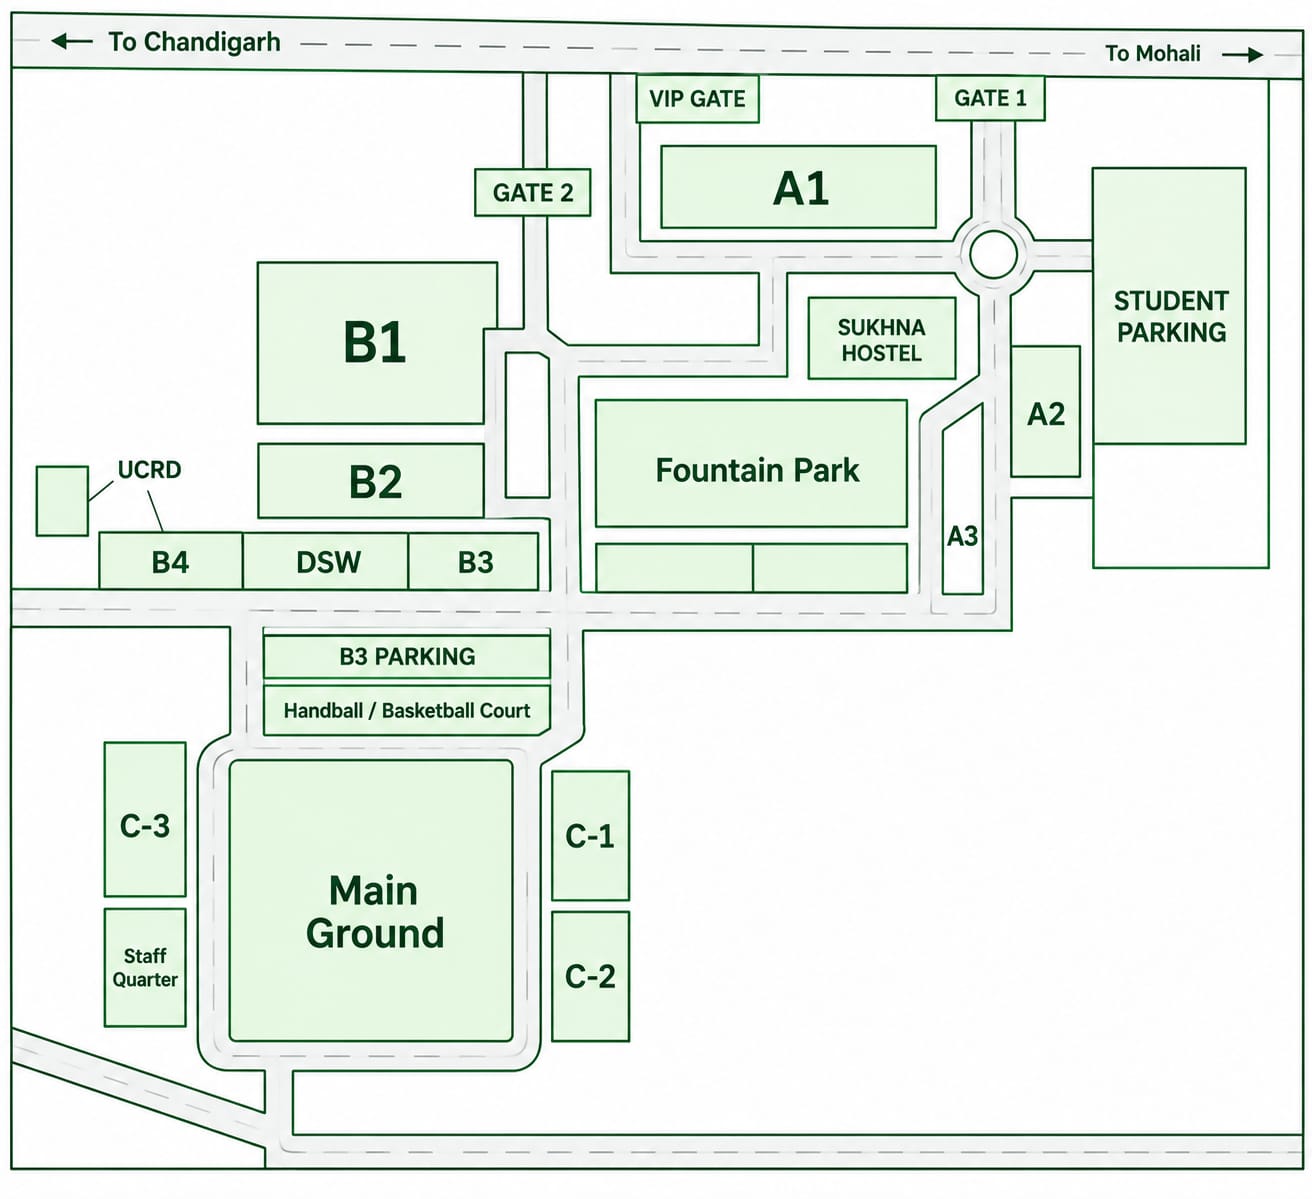 To Chandigarh
To Mohali
VIP GATE
GATE 1
A1
GATE 2
STUDENT
PARKING
SUKHNA
HOSTEL
B1
A2
Fountain Park
UCRD
B2
A3
B4
DSW
B3
B3 PARKING
Handball / Basketball Court
C-3
C-1
Main
Ground
Staff
Quarter
C-2